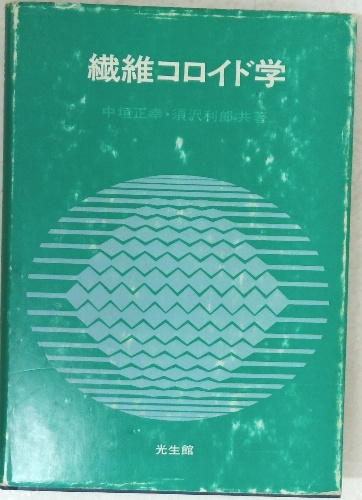 繊維コロイド学
中垣正幸・須沢利郎共著
光生館